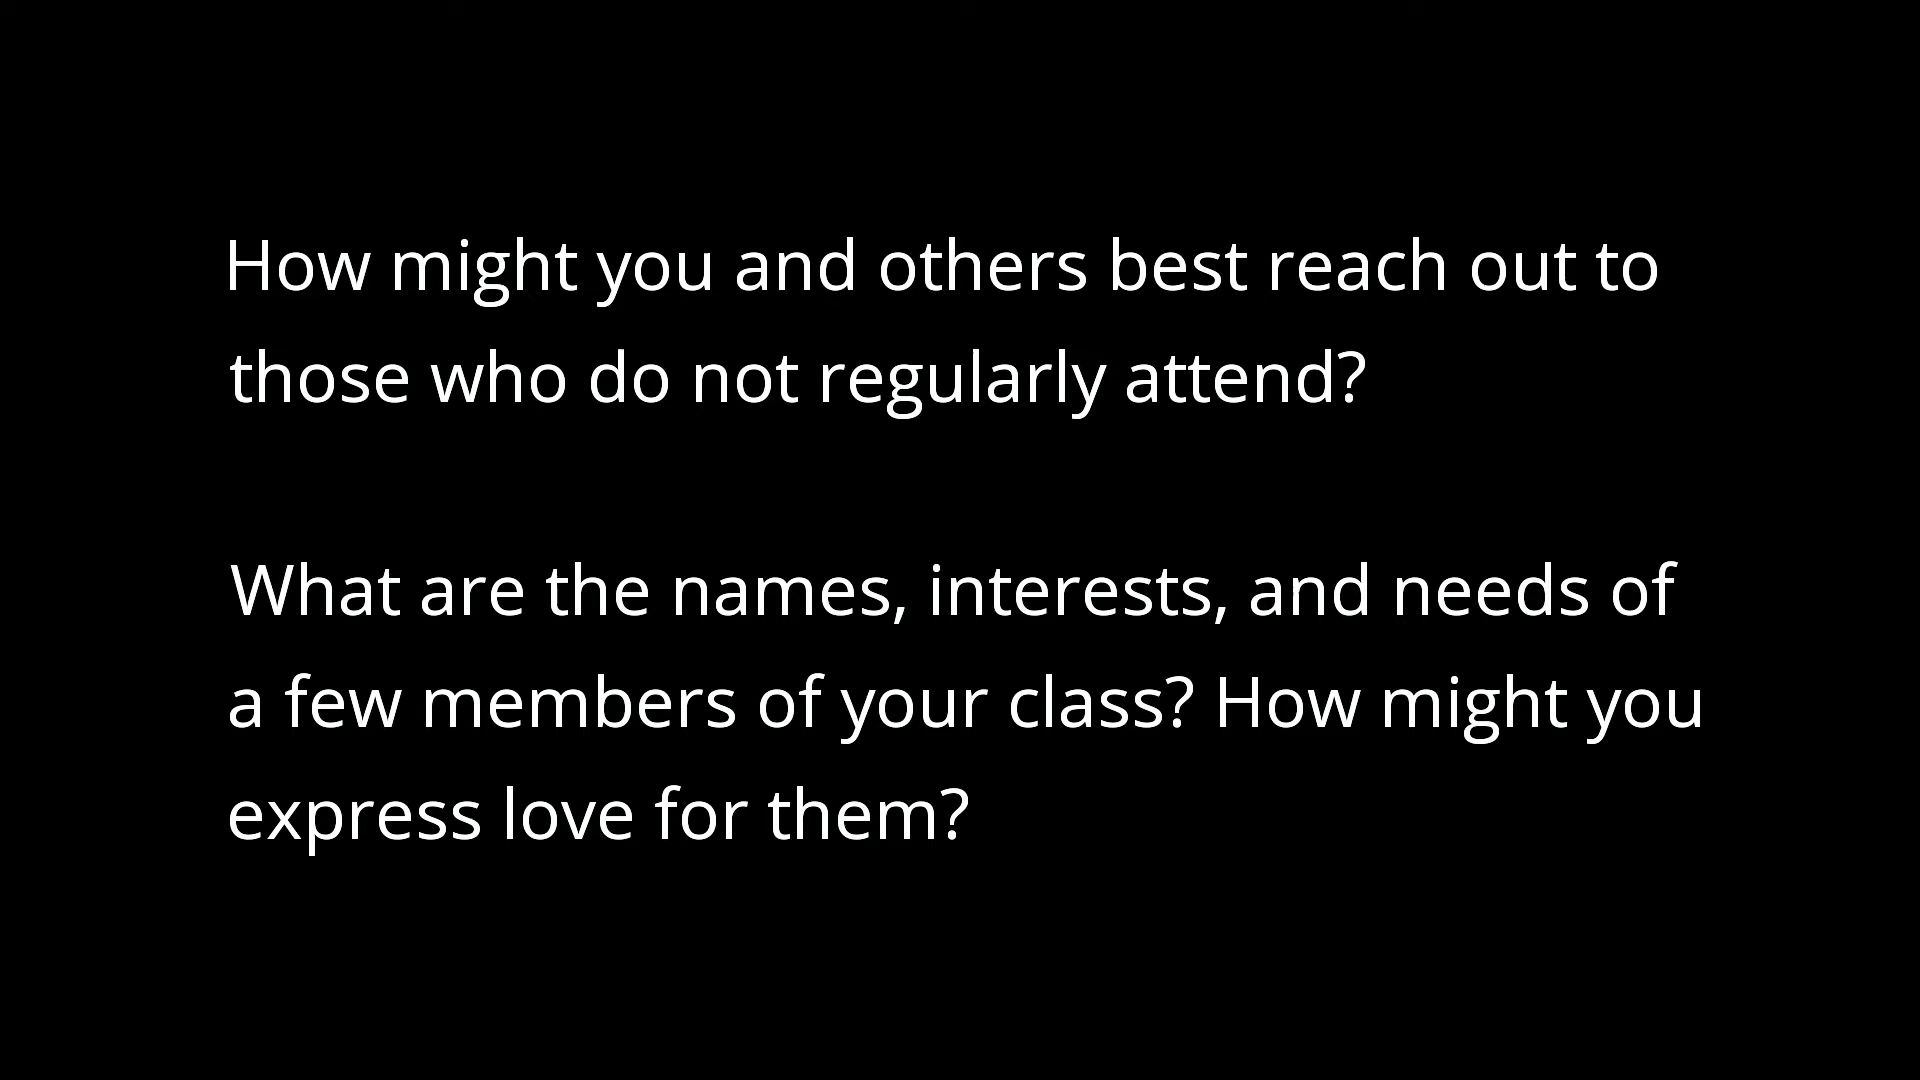 How might you and others best reach out to
those who do not regularly attend?
What are the names, interests, and needs of
a few members of your class? How might you
express love for them?